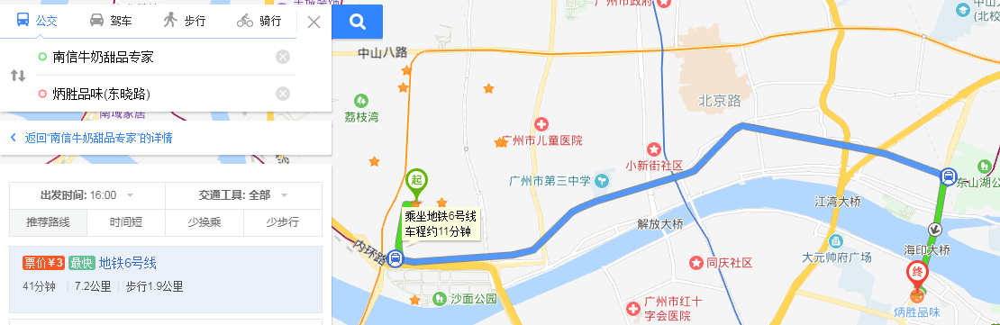 公交
驾车
步行
骑行
南信牛奶甜品专家
炳胜品味(东晓路)
南城家居
返回“南信牛奶甜品专家”的详情
出发时间: 16:00
交通工具: 全部
推荐路线
时间短
少换乘
少步行
票价¥3 最快 地铁6号线
41分钟 | 7.2公里 | 步行1.9公里
广州市政府
中山大
(北校
中山八路
北京路
荔枝湾
广州市儿童医院
小新街社区
广州市第三中学
东山湖公
起
乘坐地铁6号线
车程约11分钟
江湾大桥
解放大桥
内环路
海印大桥
大元帅府广场
同庆社区
终
沙面公园
广州市红十
字会医院
炳胜品味